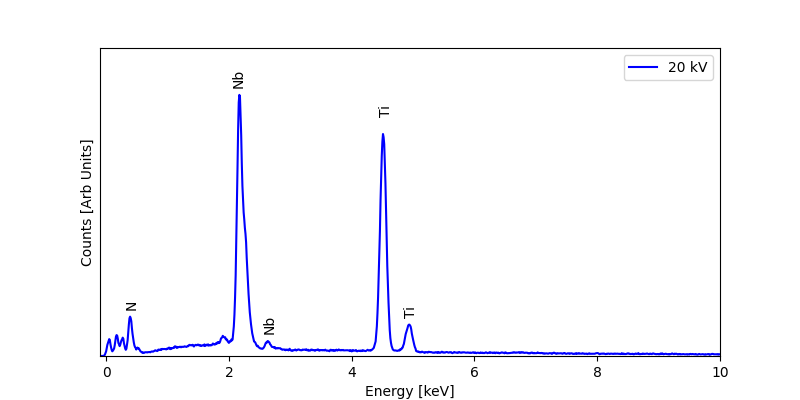 20 kV
Nb
Ti
N
Nb
Ti
Counts [Arb Units]
0 2 4 6 8 10
Energy [keV]